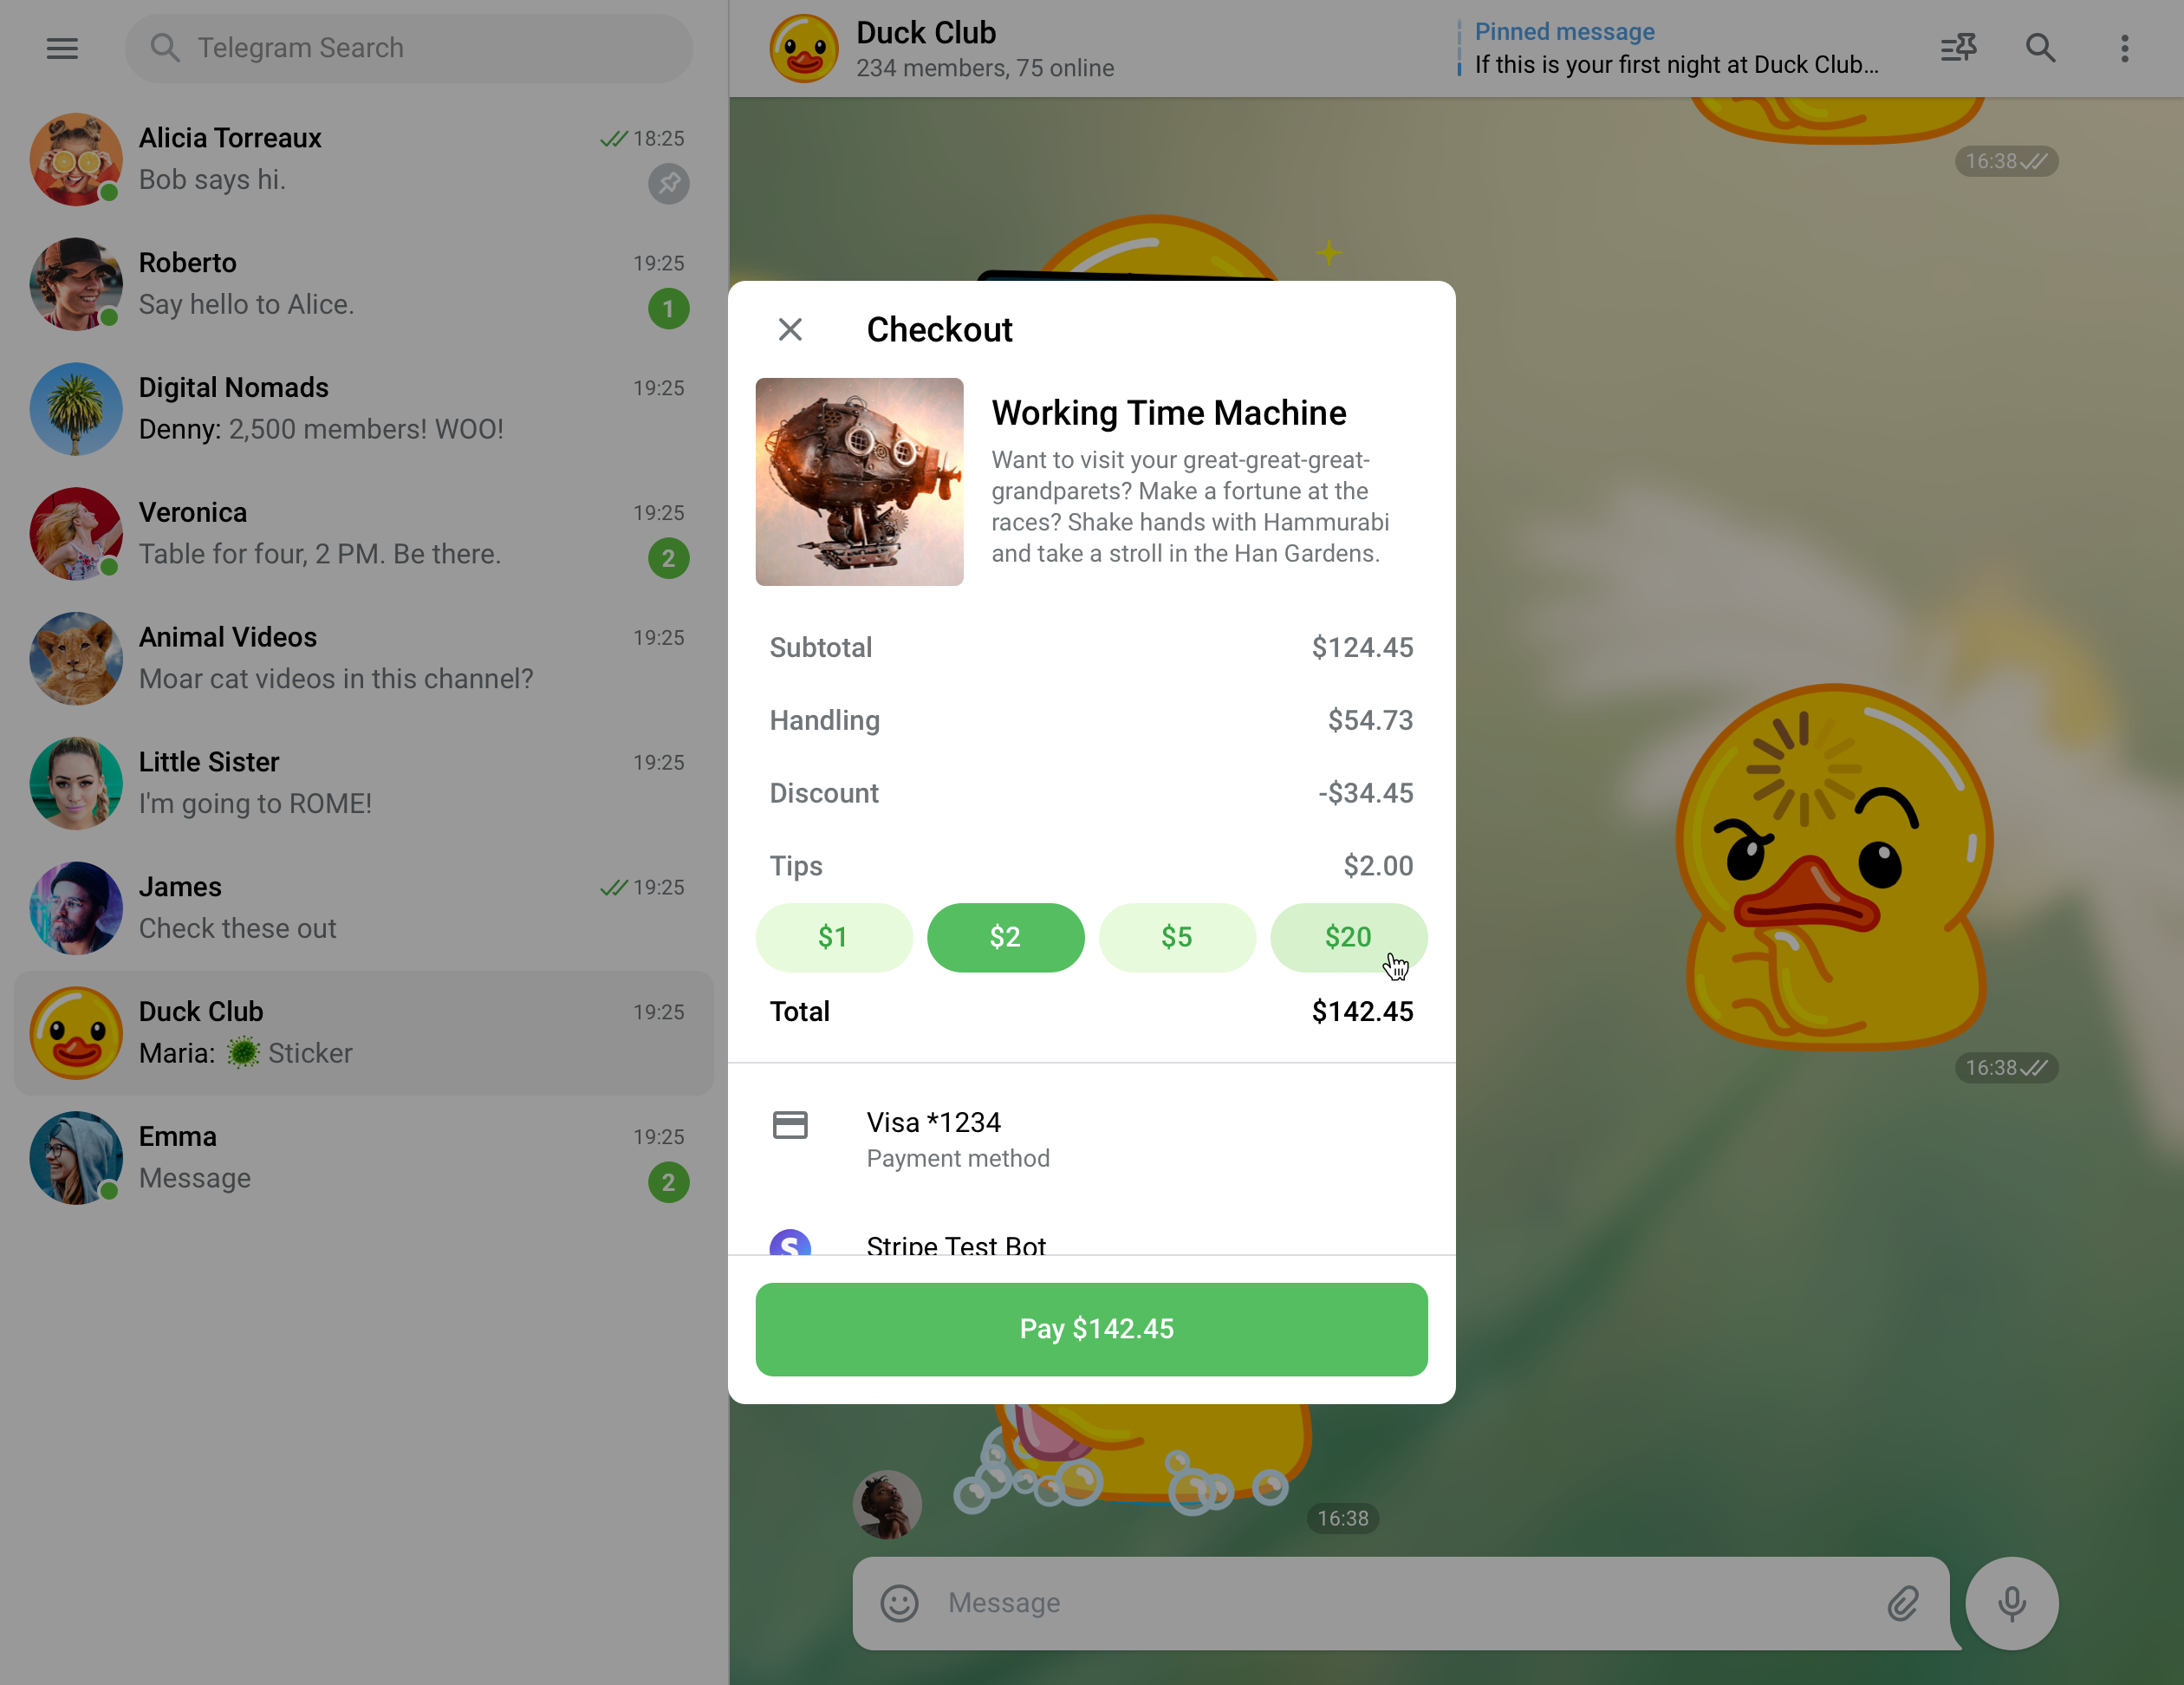 Telegram Search
Alicia Torreaux
18:25
Bob says hi.
Roberto
19:25
Say hello to Alice.
1
Digital Nomads
19:25
Denny: 2,500 members! WOO!
Veronica
19:25
Table for four, 2 PM. Be there.
2
Animal Videos
19:25
Moar cat videos in this channel?
Little Sister
19:25
I'm going to ROME!
James
19:25
Check these out
Duck Club
19:25
Maria: Sticker
Emma
19:25
Message
2
Duck Club
234 members, 75 online
Pinned message
If this is your first night at Duck Club...
16:38
Checkout
Working Time Machine
Want to visit your great-great-great-
grandparets? Make a fortune at the
races? Shake hands with Hammurabi
and take a stroll in the Han Gardens.
Subtotal $124.45
Handling $54.73
Discount -$34.45
Tips $2.00
$1 $2 $5 $20
Total $142.45
Visa *1234
Payment method
S Stripe Test Bot
Pay $142.45
16:38
16:38
Message